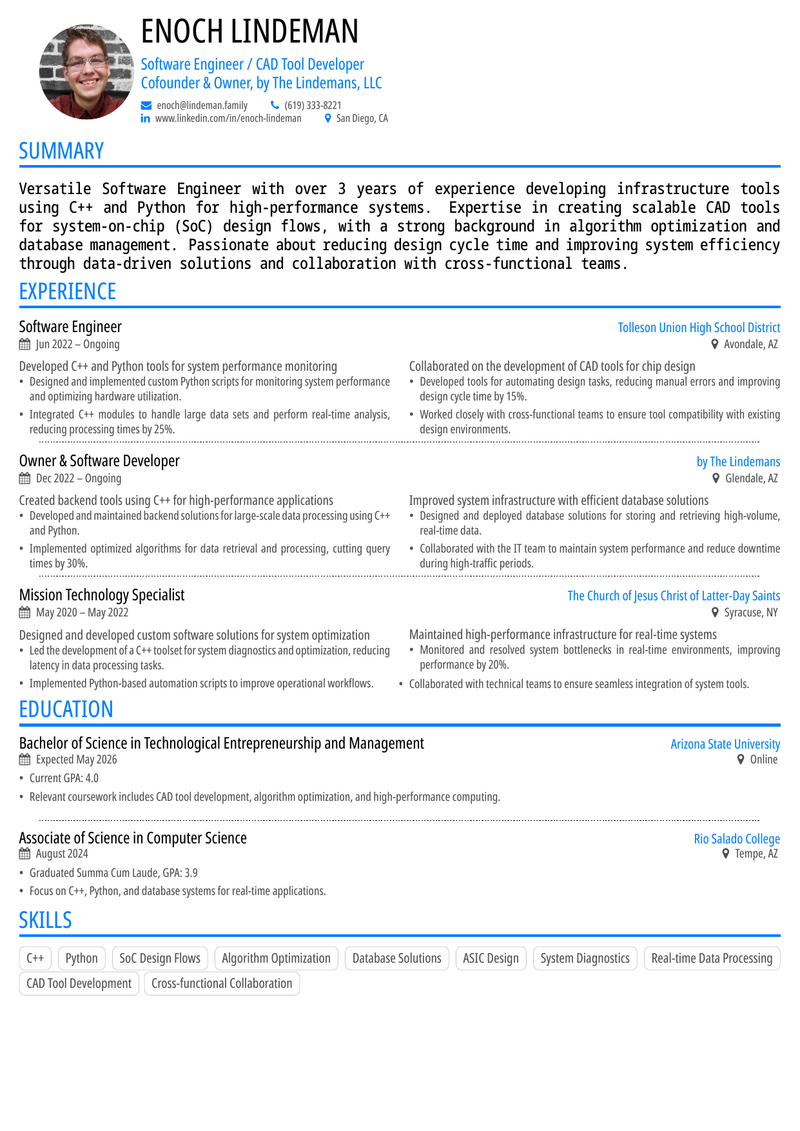 ENOCH LINDEMAN
Software Engineer / CAD Tool Developer
Cofounder & Owner, by The Lindemans, LLC
enoch@lindeman.family (619) 333-8221
www.linkedin.com/in/enoch-lindeman San Diego, CA
SUMMARY
Versatile Software Engineer with over 3 years of experience developing infrastructure tools
using C++ and Python for high-performance systems. Expertise in creating scalable CAD tools
for system-on-chip (SoC) design flows, with a strong background in algorithm optimization and
database management. Passionate about reducing design cycle time and improving system efficiency
through data-driven solutions and collaboration with cross-functional teams.
EXPERIENCE
Software Engineer
Tolleson Union High School District
Jun 2022 – Ongoing
Avondale, AZ
Developed C++ and Python tools for system performance monitoring
• Designed and implemented custom Python scripts for monitoring system performance
and optimizing hardware utilization.
• Integrated C++ modules to handle large data sets and perform real-time analysis,
reducing processing times by 25%.
Collaborated on the development of CAD tools for chip design
• Developed tools for automating design tasks, reducing manual errors and improving
design cycle time by 15%.
• Worked closely with cross-functional teams to ensure tool compatibility with existing
design environments.
Owner & Software Developer
by The Lindemans
Dec 2022 – Ongoing
Glendale, AZ
Created backend tools using C++ for high-performance applications
• Developed and maintained backend solutions for large-scale data processing using C++
and Python.
• Implemented optimized algorithms for data retrieval and processing, cutting query
times by 30%.
Improved system infrastructure with efficient database solutions
• Designed and deployed database solutions for storing and retrieving high-volume,
real-time data.
• Collaborated with the IT team to maintain system performance and reduce downtime
during high-traffic periods.
Mission Technology Specialist
The Church of Jesus Christ of Latter-Day Saints
May 2020 – May 2022
Syracuse, NY
Designed and developed custom software solutions for system optimization
• Led the development of a C++ toolset for system diagnostics and optimization, reducing
latency in data processing tasks.
• Implemented Python-based automation scripts to improve operational workflows.
Maintained high-performance infrastructure for real-time systems
• Monitored and resolved system bottlenecks in real-time environments, improving
performance by 20%.
• Collaborated with technical teams to ensure seamless integration of system tools.
EDUCATION
Bachelor of Science in Technological Entrepreneurship and Management
Arizona State University
Expected May 2026
Online
• Current GPA: 4.0
• Relevant coursework includes CAD tool development, algorithm optimization, and high-performance computing.
Associate of Science in Computer Science
Rio Salado College
August 2024
Tempe, AZ
• Graduated Summa Cum Laude, GPA: 3.9
• Focus on C++, Python, and database systems for real-time applications.
SKILLS
C++ Python SoC Design Flows Algorithm Optimization Database Solutions ASIC Design System Diagnostics Real-time Data Processing
CAD Tool Development Cross-functional Collaboration